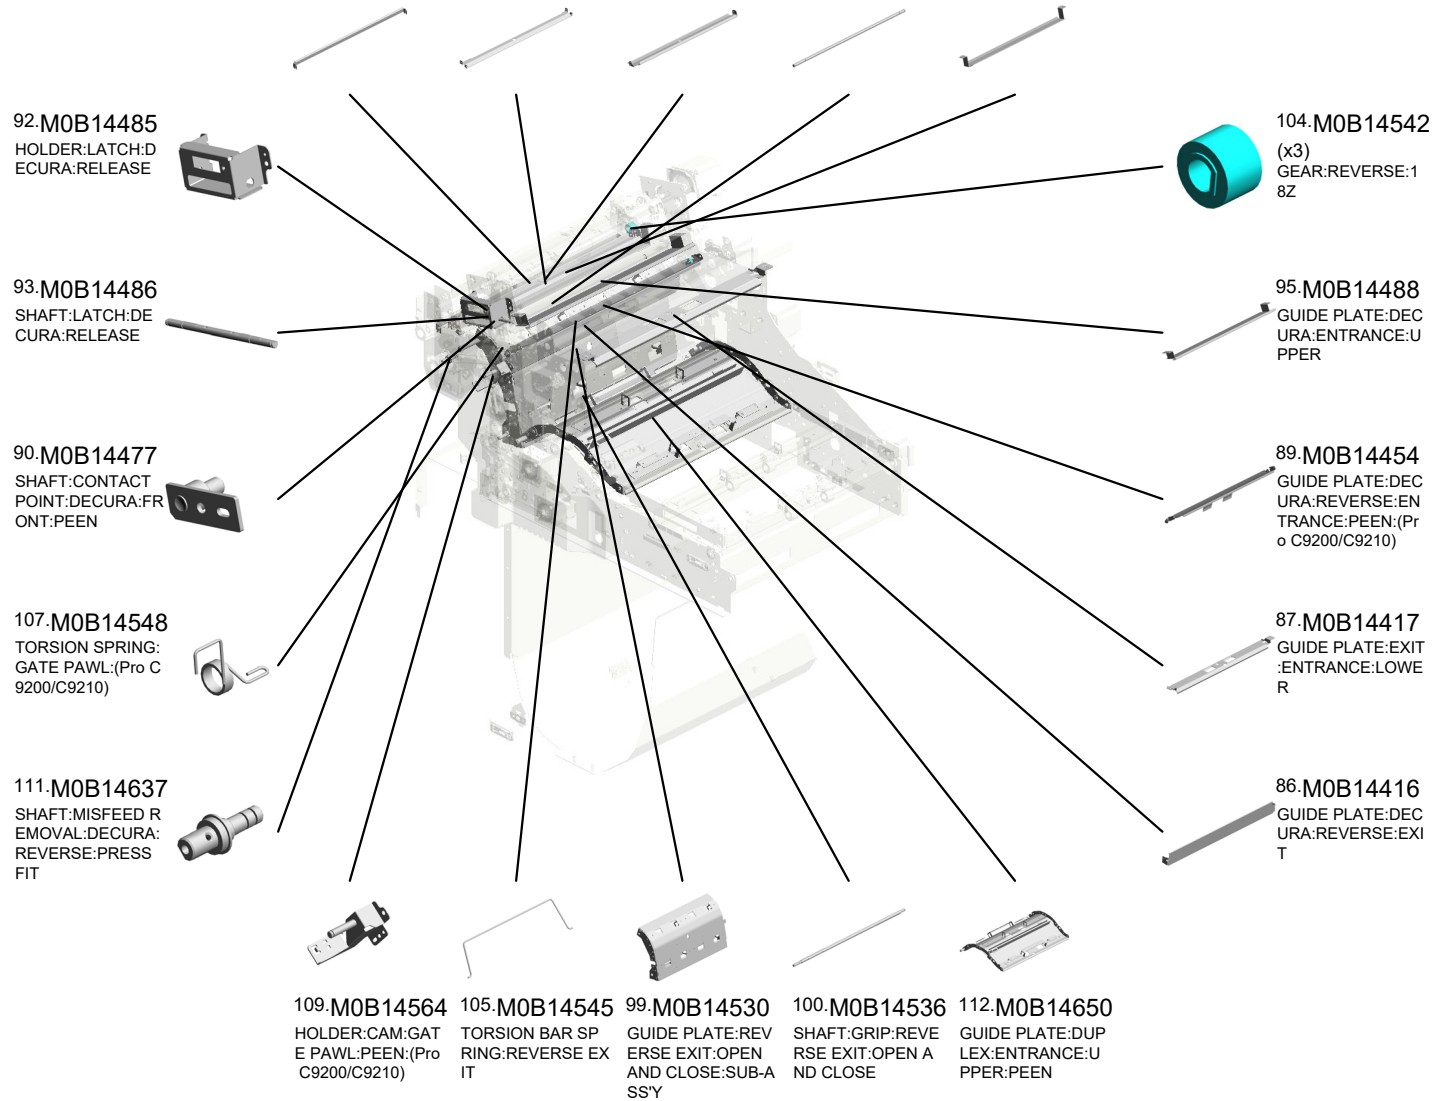 92.M0B14485
HOLDER:LATCH:D
ECURA:RELEASE
93.M0B14486
SHAFT:LATCH:DE
CURA:RELEASE
90.M0B14477
SHAFT:CONTACT
POINT:DECURA:FR
ONT:PEEN
107.M0B14548
TORSION SPRING:
GATE PAWL:(Pro C
9200/C9210)
111.M0B14637
SHAFT:MISFEED R
EMOVAL:DECURA:
REVERSE:PRESS
FIT
104.M0B14542
(x3)
GEAR:REVERSE:1
8Z
95.M0B14488
GUIDE PLATE:DEC
URA:ENTRANCE:U
PPER
89.M0B14454
GUIDE PLATE:DEC
URA:REVERSE:EN
TRANCE:PEEN:(Pr
o C9200/C9210)
87.M0B14417
GUIDE PLATE:EXIT
:ENTRANCE:LOWE
R
86.M0B14416
GUIDE PLATE:DEC
URA:REVERSE:EXI
T
109.M0B14564
HOLDER:CAM:GAT
E PAWL:PEEN:(Pro
C9200/C9210)
105.M0B14545
TORSION BAR SP
RING:REVERSE EX
IT
99.M0B14530
GUIDE PLATE:REV
ERSE EXIT:OPEN
AND CLOSE:SUB-A
SS'Y
100.M0B14536
SHAFT:GRIP:REVE
RSE EXIT:OPEN A
ND CLOSE
112.M0B14650
GUIDE PLATE:DUP
LEX:ENTRANCE:U
PPER:PEEN